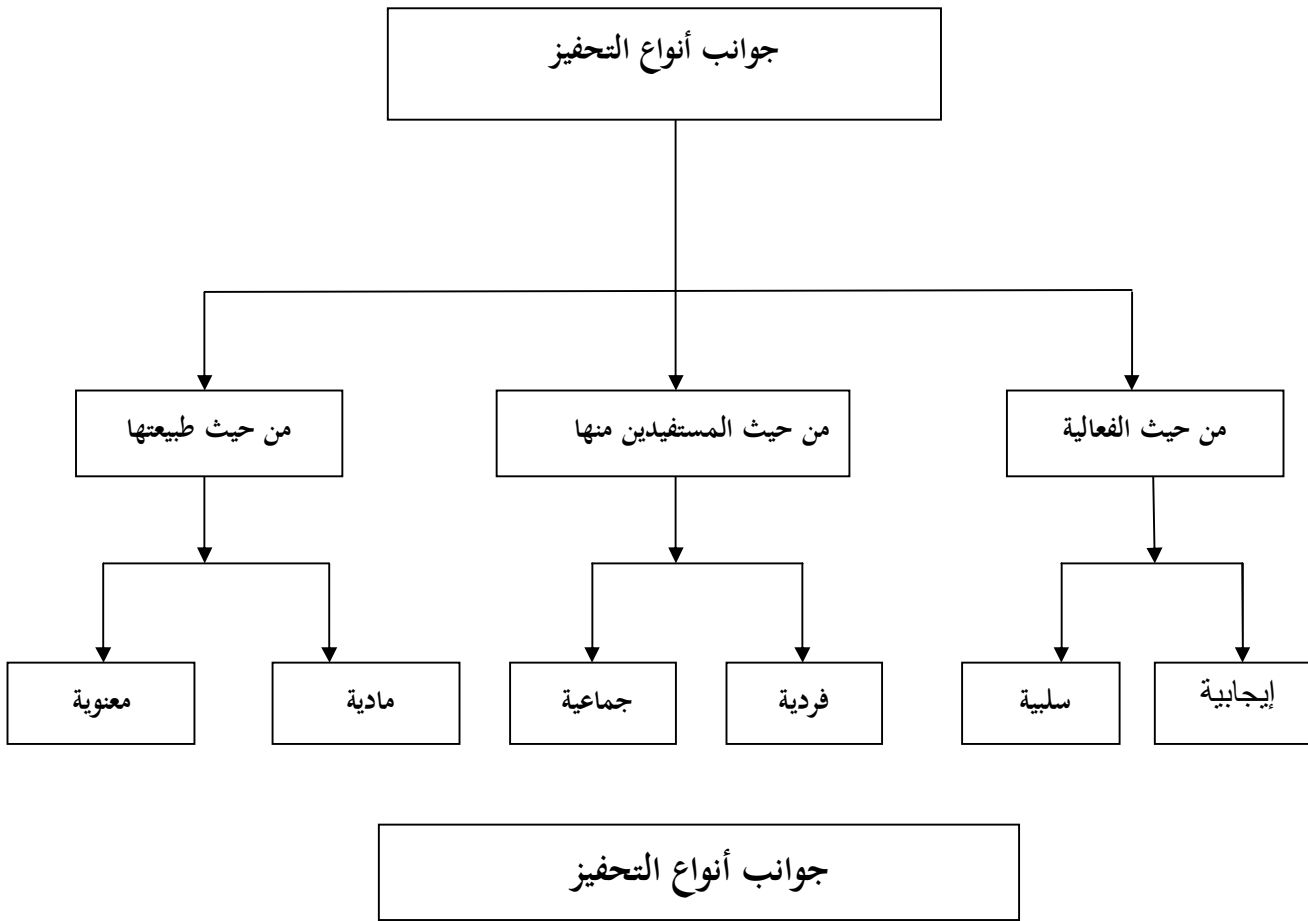 جوانب أنواع التحفيز
من حيث الفعالية
من حيث المستفيدين منها
من حيث طبيعتها
إيجابية
سلبية
فردية
جماعية
مادية
معنوية
جوانب أنواع التحفيز